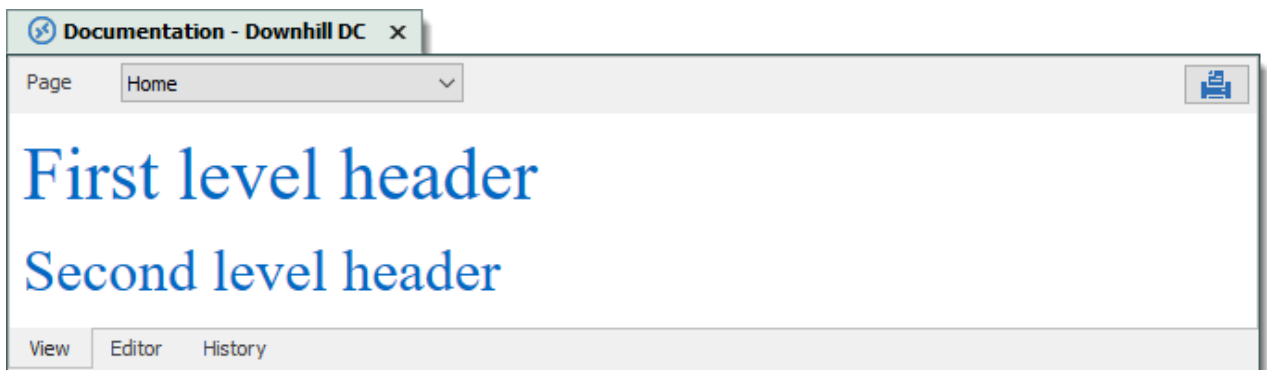 Documentation - Downhill DC
Page Home
First level header
Second level header
View Editor History